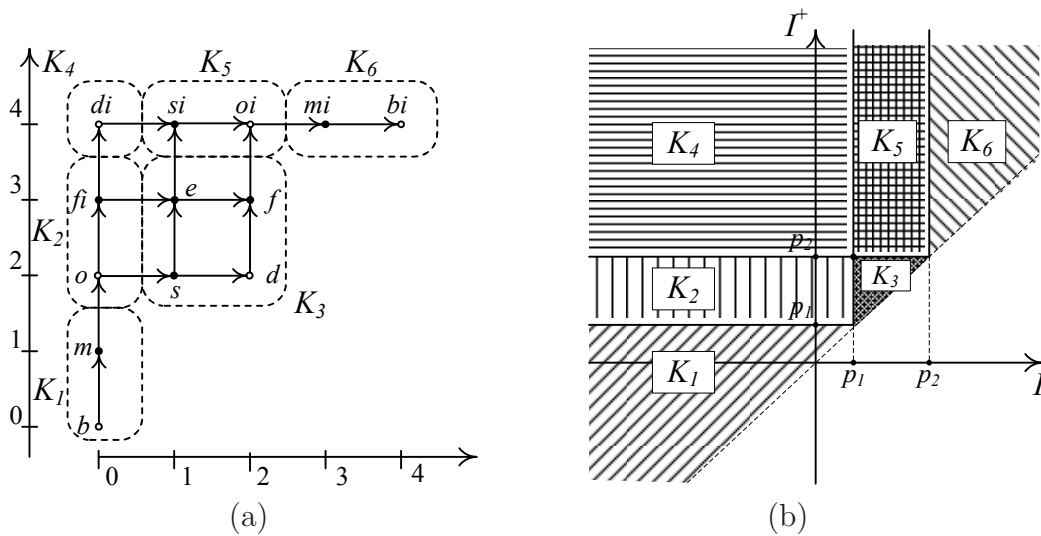 K4 K5 K6
4 di si oi mi bi
3 fi e f
K2
2 o s d
K3
1 m
K1
0 b
0 1 2 3 4
(a)
I+
K4 K5 K6
p2
K2 K3
p1
K1 p1 p2
(b)